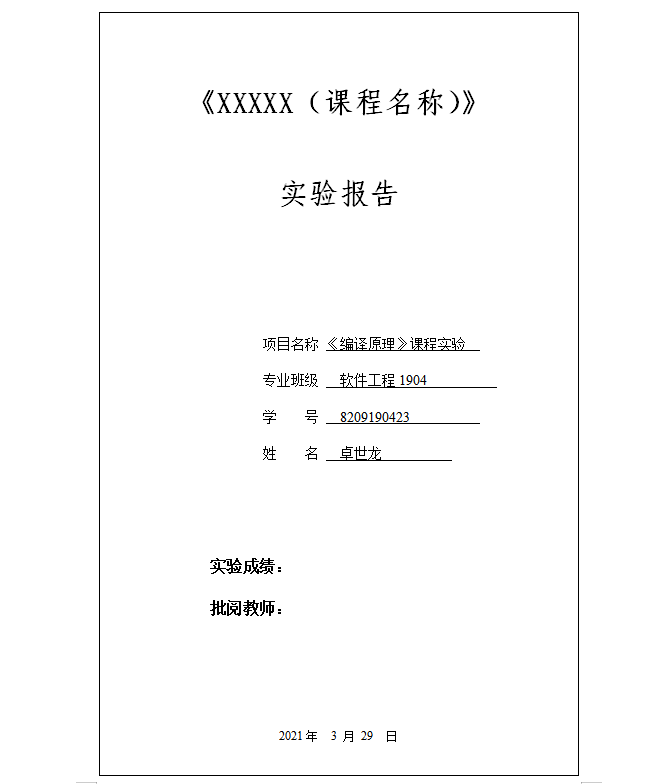 《XXXXX（课程名称）》
实验报告
项目名称 《编译原理》课程实验
专业班级 软件工程 1904
学 号 8209190423
姓 名 卓世龙
实验成绩：
批阅教师：
2021 年 3 月 29 日